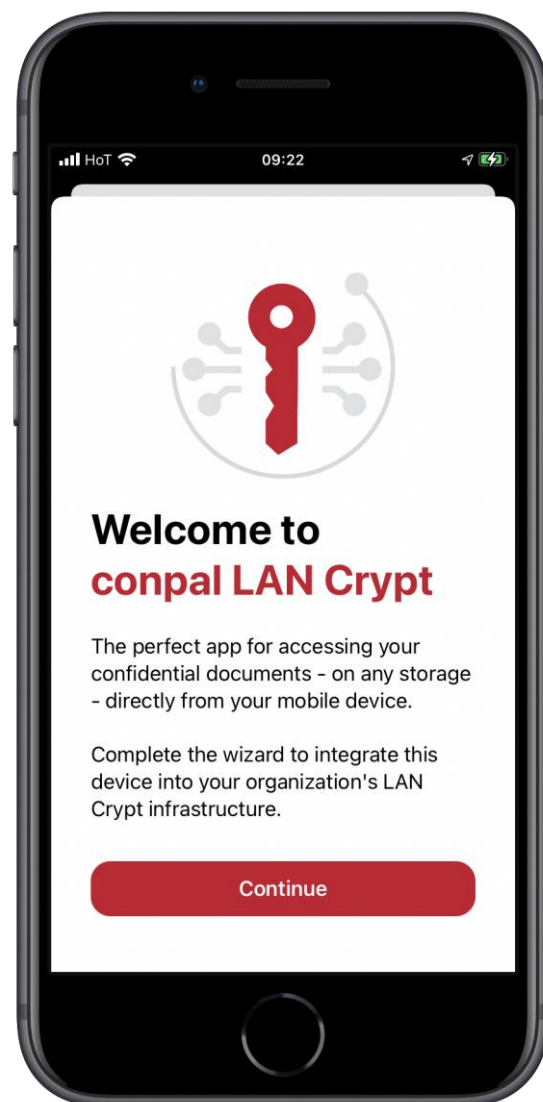 HoT
09:22
Welcome to
conpal LAN Crypt
The perfect app for accessing your
confidential documents - on any storage
- directly from your mobile device.
Complete the wizard to integrate this
device into your organization's LAN
Crypt infrastructure.
Continue